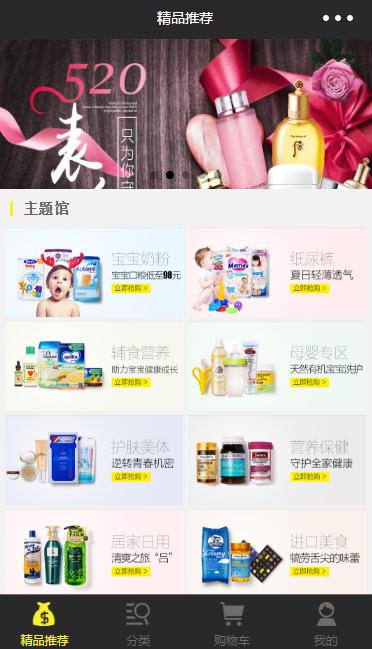 精品推荐
520
只为你守
表
主题馆
宝宝奶粉
宝宝口粮低至98元
立即抢购 >
纸尿裤
夏日轻薄透气
立即抢购 >
辅食营养
助力宝宝健康成长
立即抢购 >
母婴专区
天然有机宝宝洗护
立即抢购 >
护肤美体
逆转青春机密
立即抢购 >
营养保健
守护全家健康
立即抢购 >
居家日用
清爽之旅“吕”
立即抢购 >
进口美食
犒劳舌尖的味蕾
立即抢购 >
精品推荐
分类
购物车
我的